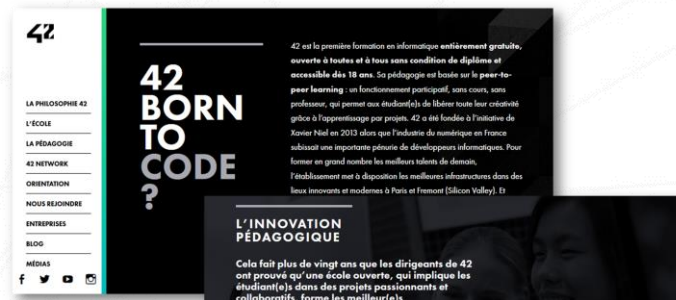 42
LA PHILOSOPHIE 42
L'ÉCOLE
LA PÉDAGOGIE
42 NETWORK
ORIENTATION
NOUS REJOINDRE
ENTREPRISES
BLOG
MÉDIAS
42
BORN
TO
CODE
?
42 est la première formation en informatique entièrement gratuite,
ouverte à toutes et à tous sans condition de diplôme et
accessible dès 18 ans. Sa pédagogie est basée sur le peer-to-
peer learning : un fonctionnement participatif, sans cours, sans
professeur, qui permet aux étudiant(e)s de libérer toute leur créativité
grâce à l'apprentissage par projets. 42 a été fondée à l'initiative de
Xavier Niel en 2013 alors que l'industrie du numérique en France
subissait une importante pénurie de développeurs informatiques. Pour
former en grand nombre les meilleurs talents de demain,
l'établissement met à disposition les meilleures infrastructures dans des
lieux innovants et modernes à Paris et Fremont (Silicon Valley). Et
L'INNOVATION
PÉDAGOGIQUE
Cela fait plus de vingt ans que les dirigeants de 42
ont prouvé qu'une école ouverte, qui implique les
étudiant(e)s dans des projets passionnants et
collaboratifs, forme les meilleur(e)s